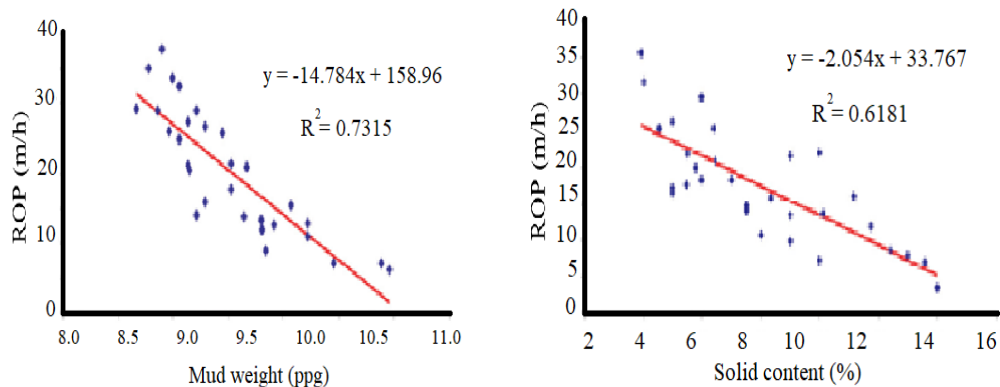 40
30
20
10
0
ROP (m/h)
y = -14.784x + 158.96
R2 = 0.7315
8.0 8.5 9.0 9.5 10.0 10.5 11.0
Mud weight (ppg)
40
35
30
25
20
15
10
5
0
ROP (m/h)
y = -2.054x + 33.767
R2 = 0.6181
2 4 6 8 10 12 14 16
Solid content (%)